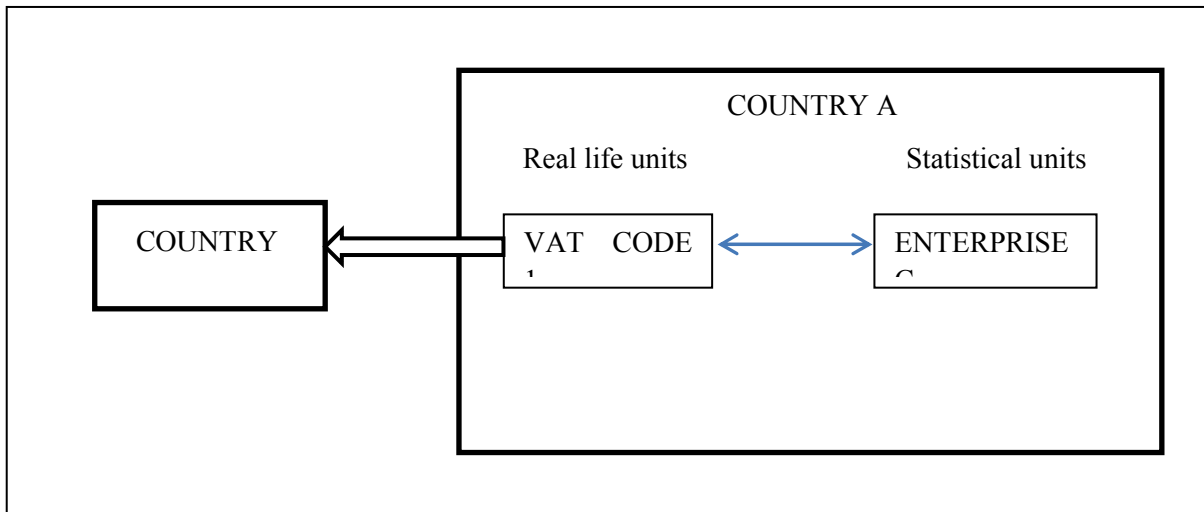 COUNTRY A
Real life units
Statistical units
COUNTRY
VAT CODE
ENTERPRISE